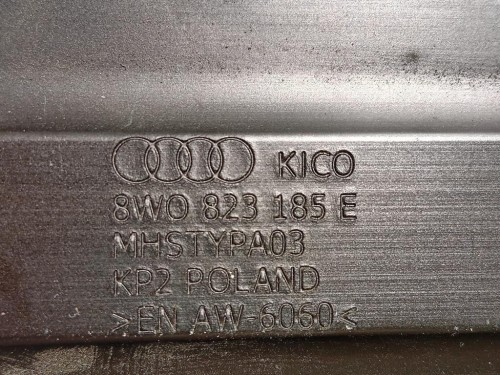 KICO
8W0 823 185 E
MHSTYPA03
KP2 POLAND
>EN AW-6060<